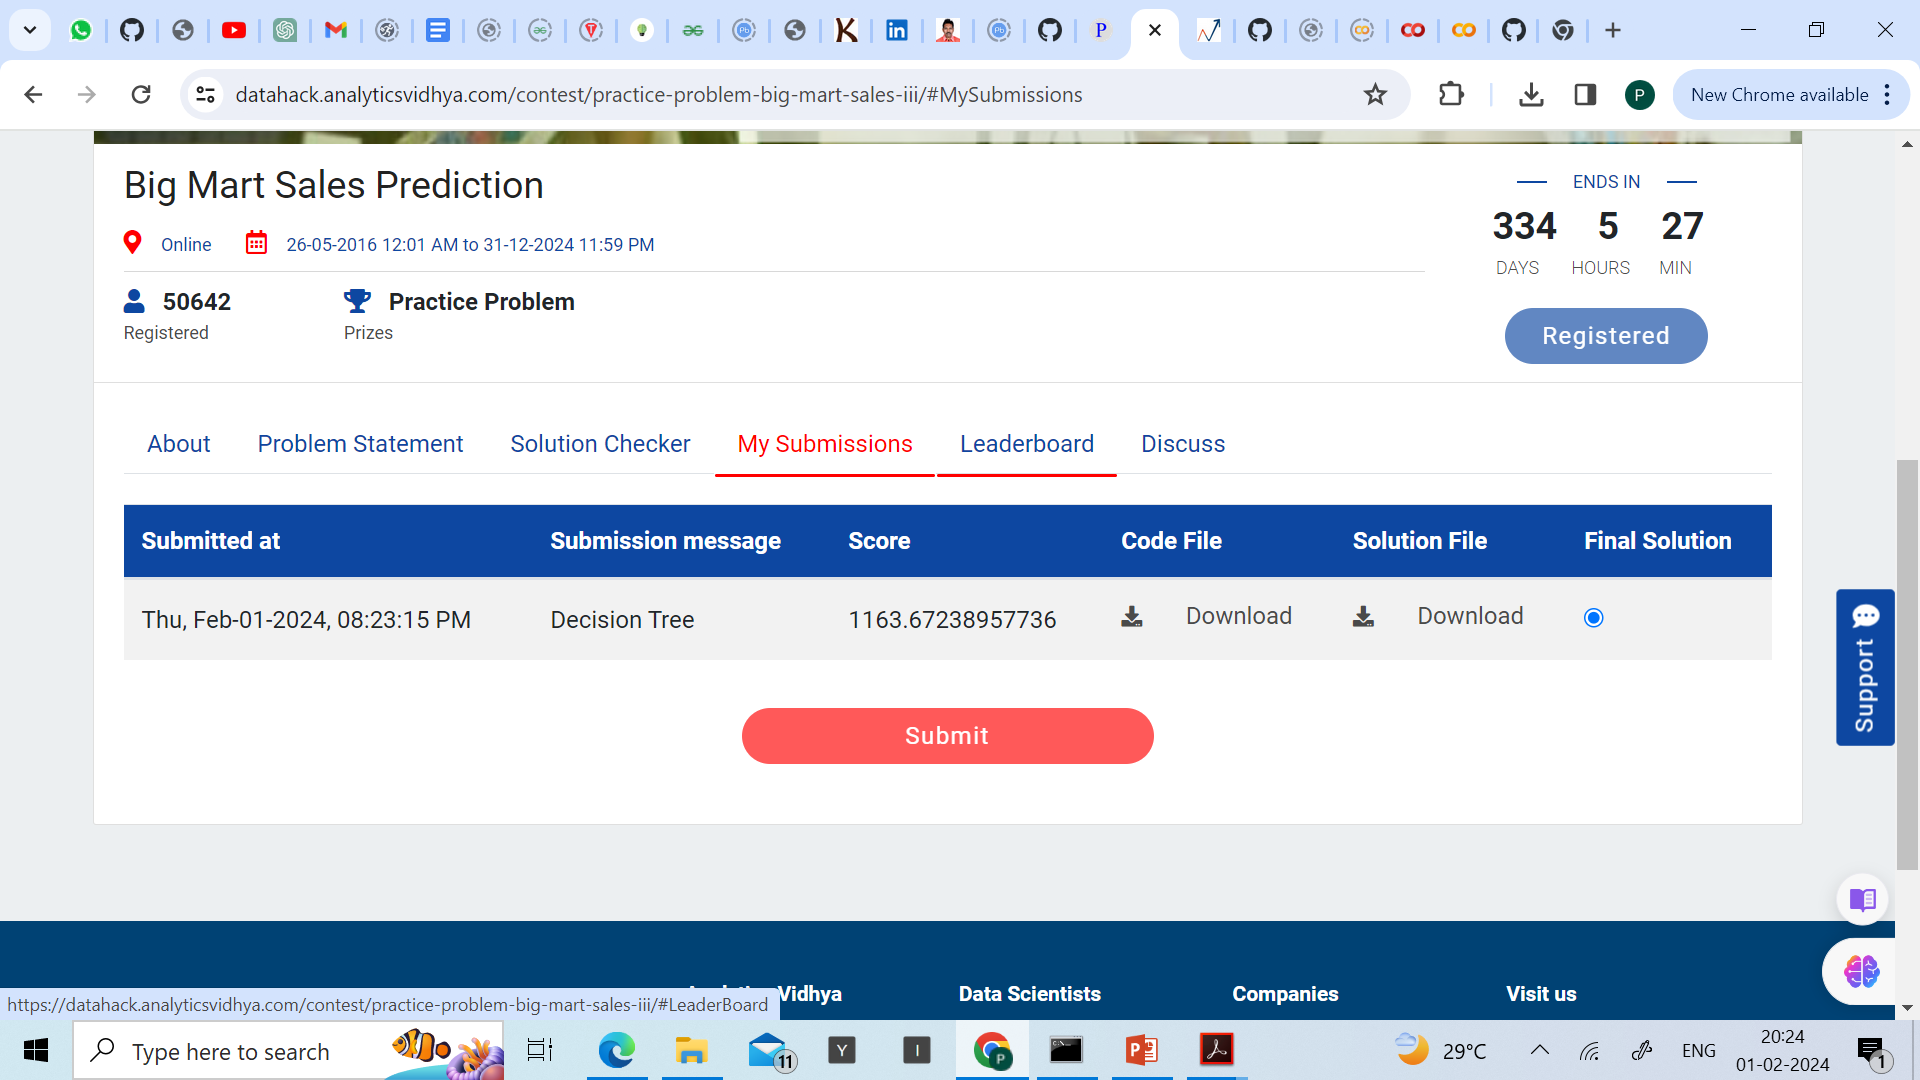 datahack.analyticsvidhya.com/contest/practice-problem-big-mart-sales-iii/#MySubmissions
P
New Chrome available
Big Mart Sales Prediction
Online
26-05-2016 12:01 AM to 31-12-2024 11:59 PM
50642
Registered
Practice Problem
Prizes
ENDS IN
334 5 27
DAYS HOURS MIN
Registered
About Problem Statement Solution Checker My Submissions Leaderboard Discuss
Submitted at Submission message Score Code File Solution File Final Solution
Thu, Feb-01-2024, 08:23:15 PM Decision Tree 1163.67238957736 Download Download
Submit
Support
Vidhya Data Scientists Companies Visit us
https://datahack.analyticsvidhya.com/contest/practice-problem-big-mart-sales-iii/#LeaderBoard
Type here to search
11
Y
I
P
29°C
ENG
20:24
01-02-2024
1